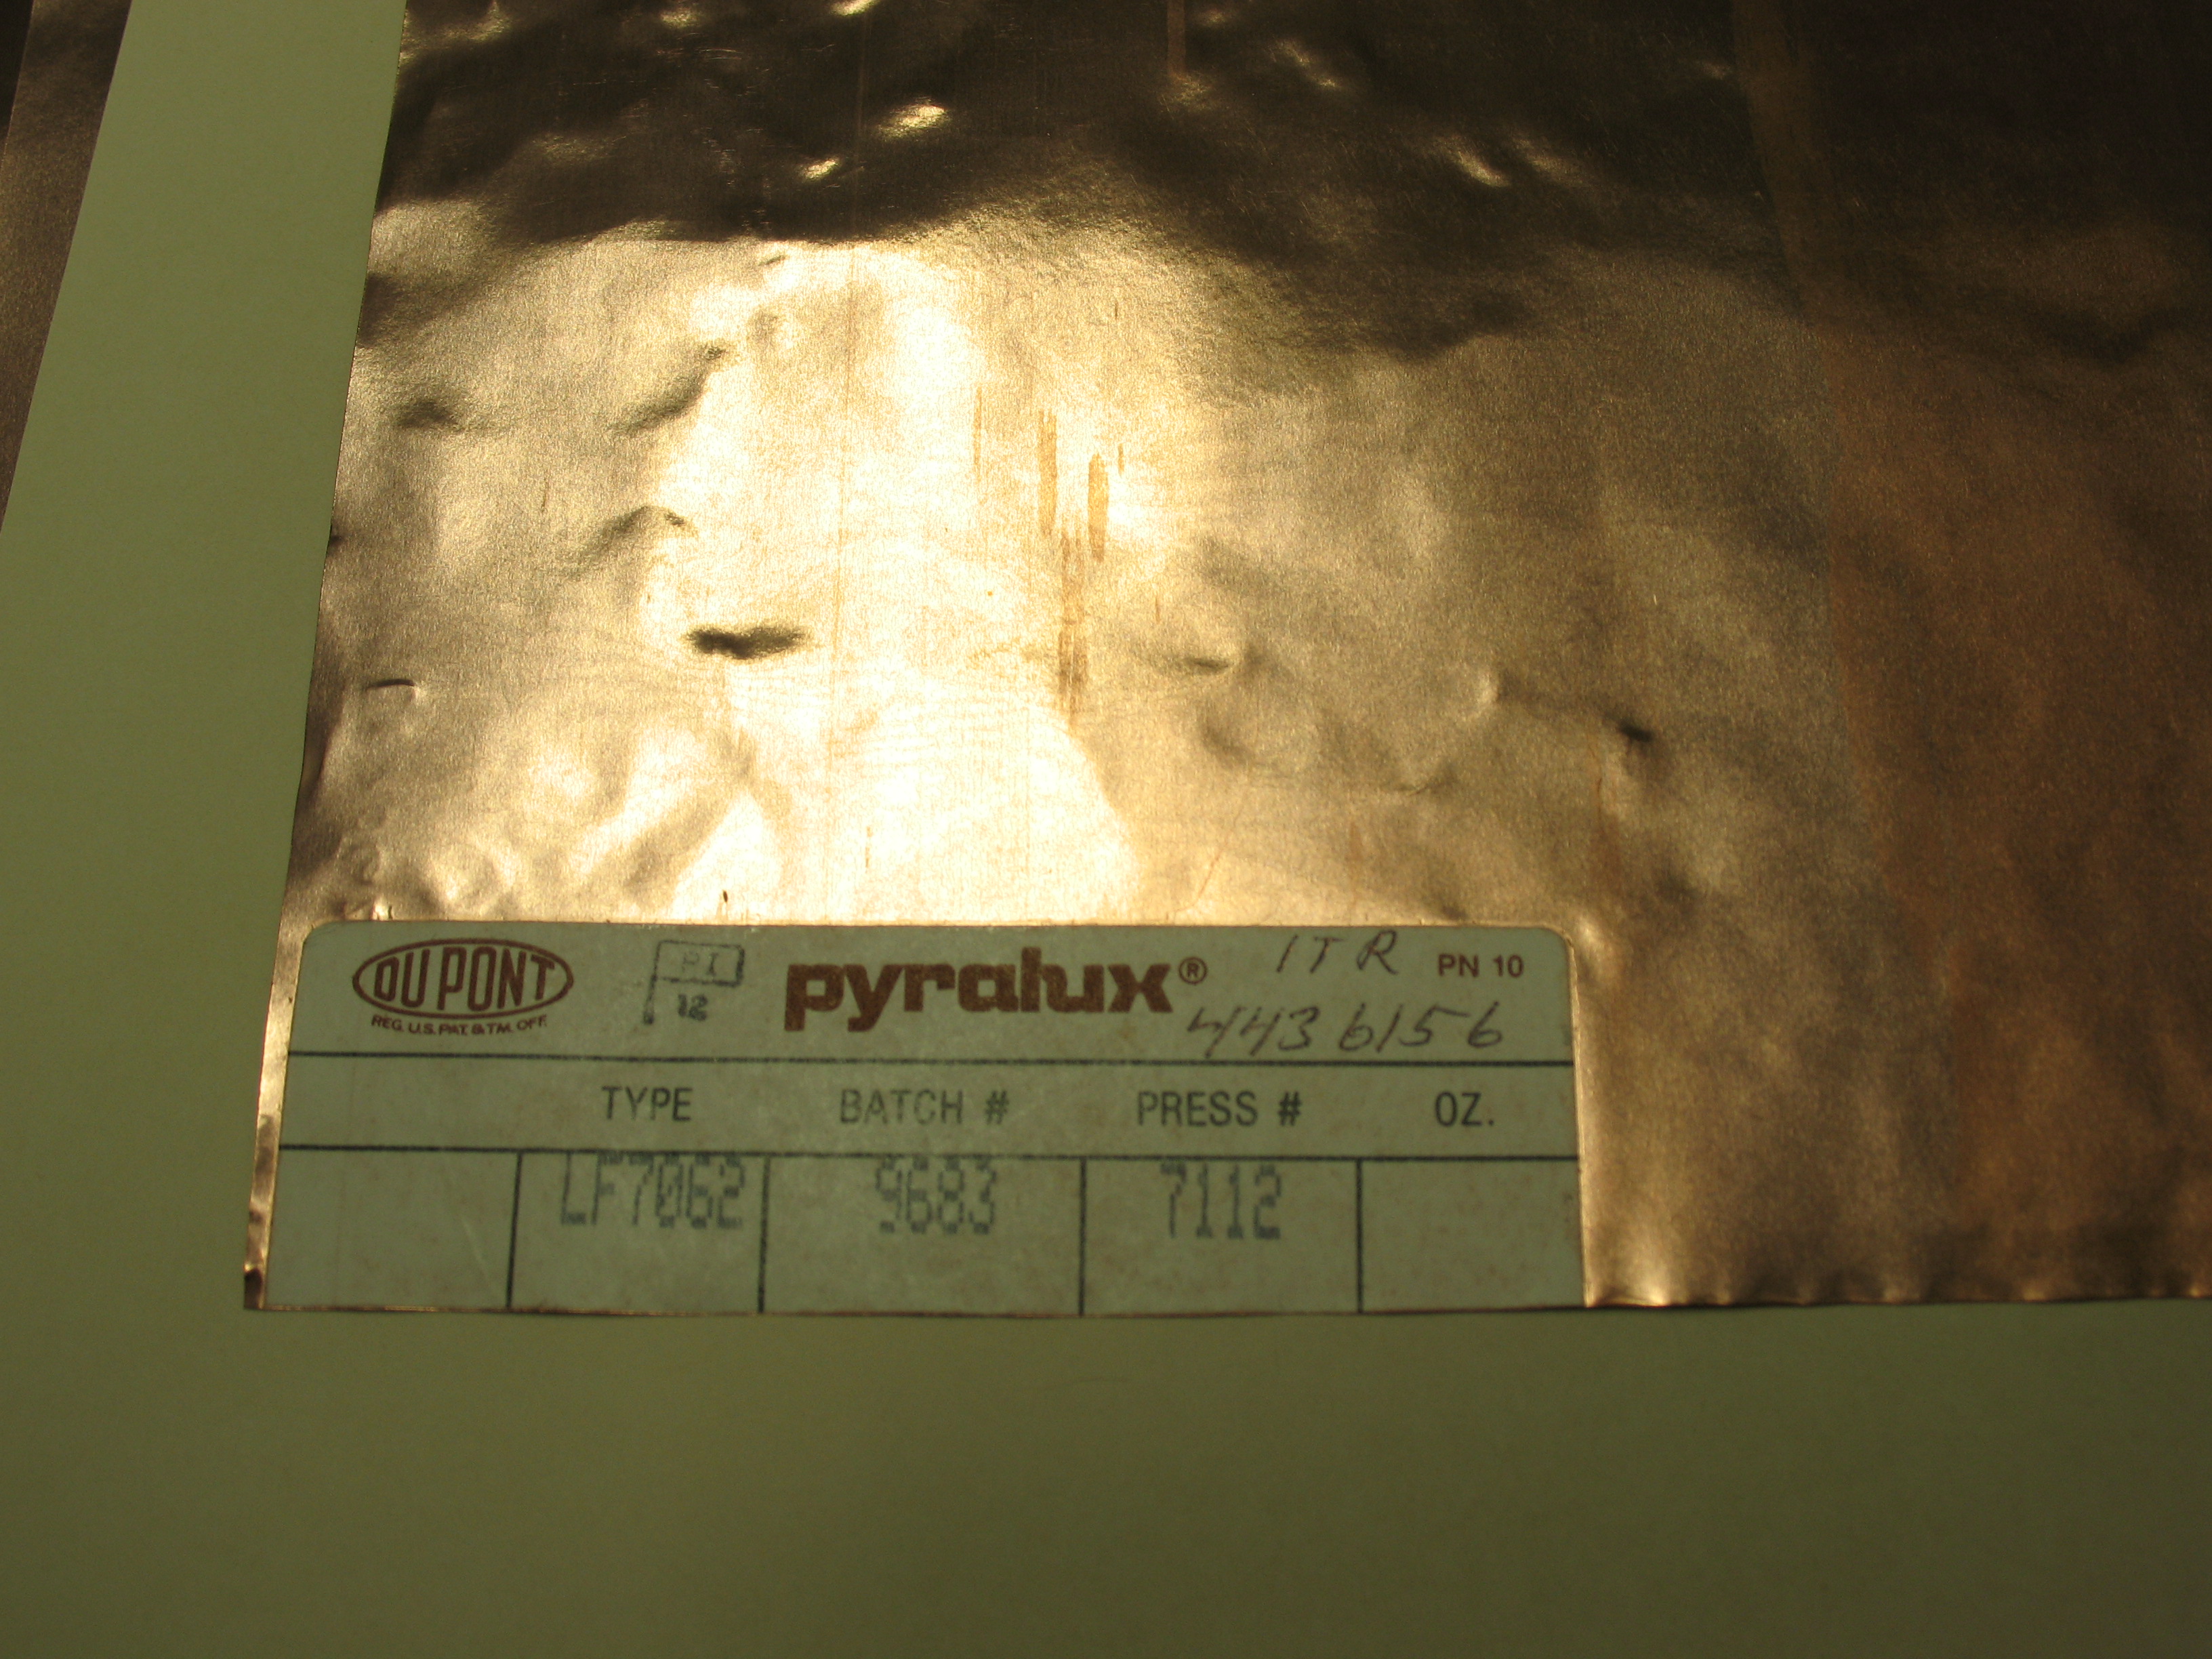 DU PONT
REG. U.S. PAT. & TM. OFF.
PI
12
pyralux®
ITR
4436156
PN 10
TYPE BATCH # PRESS # OZ.
LF7062 9683 7112